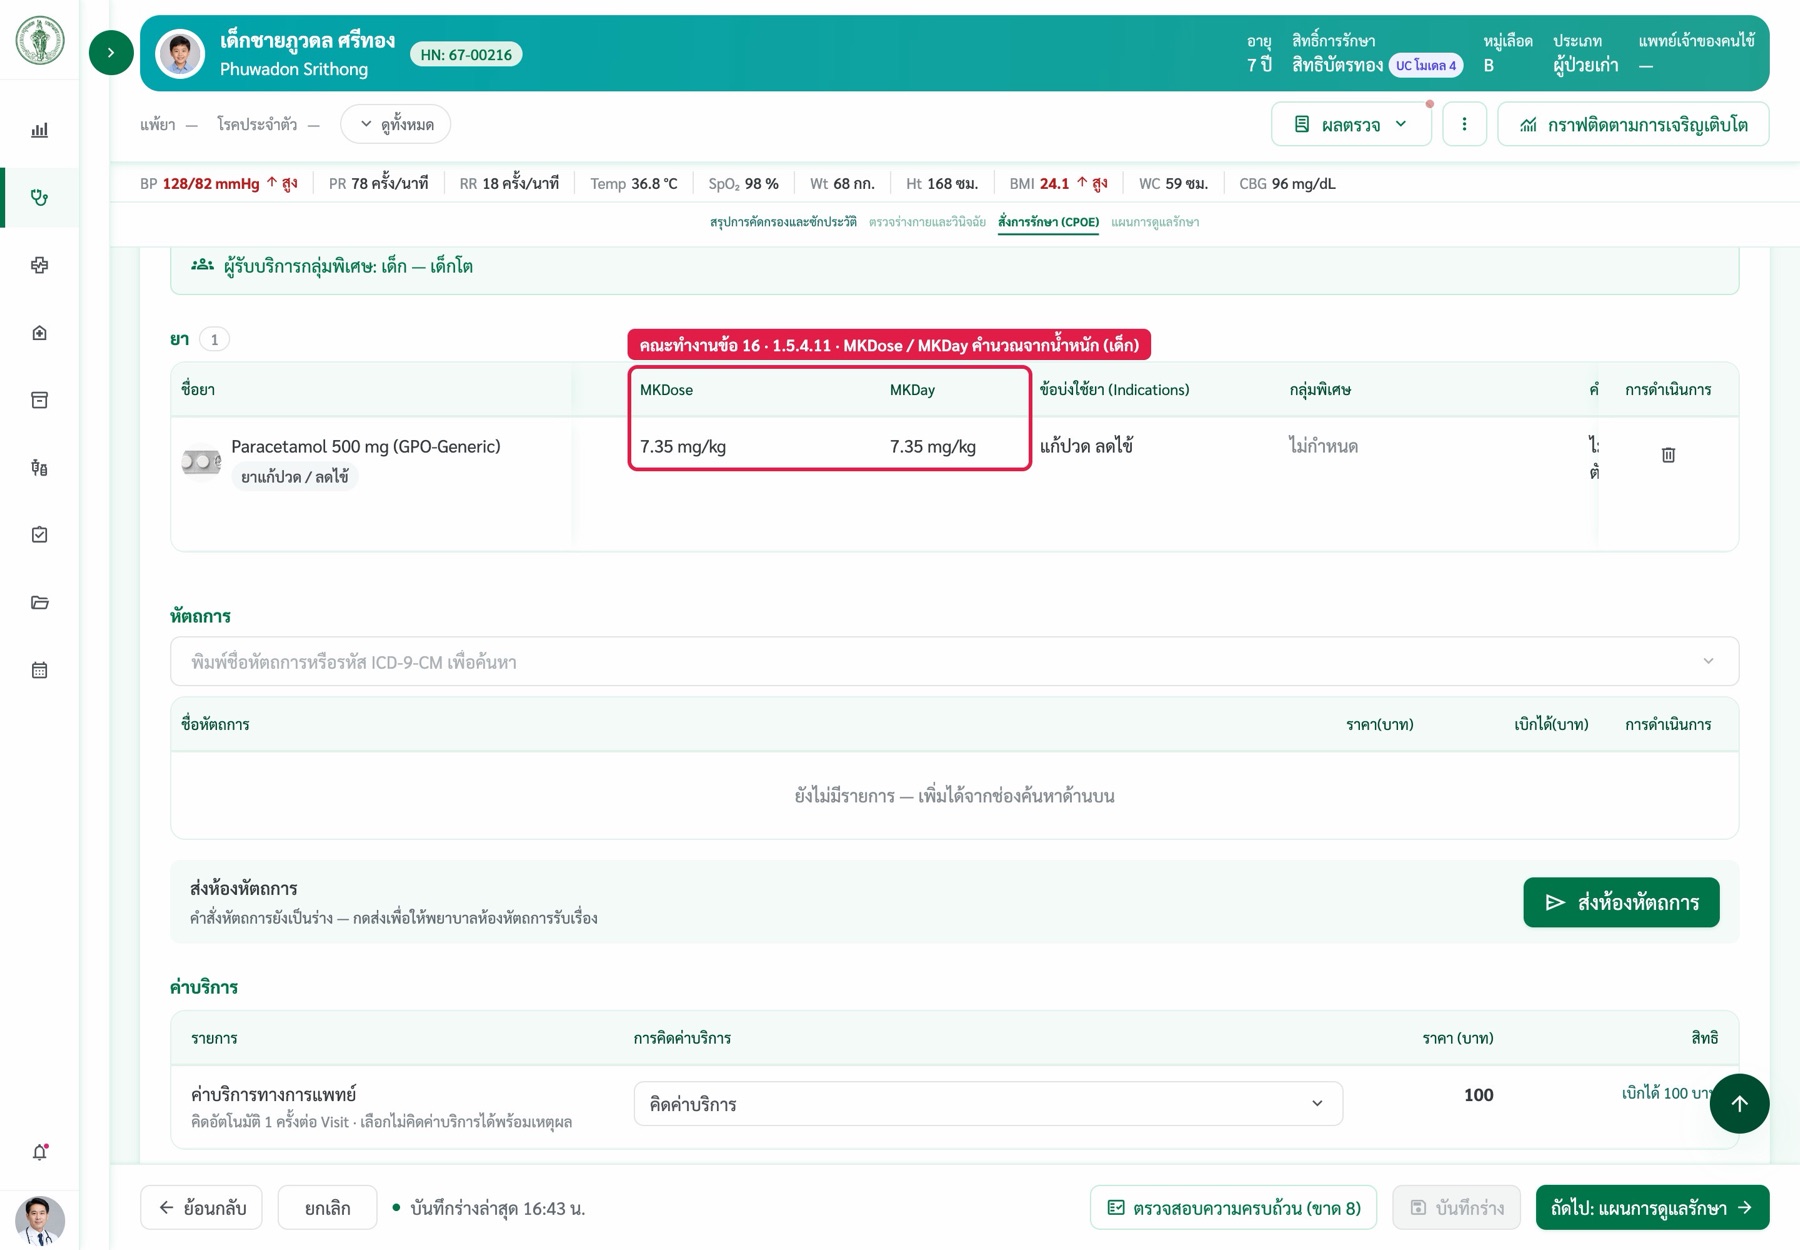 เด็กชายภูวดล ศรีทอง
Phuwadon Srithong
HN: 67-00216
อายุ
7 ปี
สิทธิ์การรักษา
สิทธิบัตรทอง UC โมเดล 4
หมู่เลือด
B
ประเภท
ผู้ป่วยเก่า
แพทย์เจ้าของคนไข้
—
แพ้ยา — โรคประจำตัว — ดูทั้งหมด
ผลตรวจ
กราฟติดตามการเจริญเติบโต
BP 128/82 mmHg ↑ สูง PR 78 ครั้ง/นาที RR 18 ครั้ง/นาที Temp 36.8 °C SpO₂ 98 % Wt 68 กก. Ht 168 ซม. BMI 24.1 ↑ สูง WC 59 ซม. CBG 96 mg/dL
สรุปการคัดกรองและซักประวัติ ตรวจร่างกายและวินิจฉัย สั่งการรักษา (CPOE) แผนการดูแลรักษา
ผู้รับบริการกลุ่มพิเศษ: เด็ก — เด็กโต
ยา 1
คณะทำงานข้อ 16 · 1.5.4.11 · MKDose / MKDay คำนวณจากน้ำหนัก (เด็ก)
ชื่อยา MKDose MKDay ข้อบ่งใช้ยา (Indications) กลุ่มพิเศษ คำ การดำเนินการ
Paracetamol 500 mg (GPO-Generic) 7.35 mg/kg 7.35 mg/kg แก้ปวด ลดไข้ ไม่กำหนด
ยาแก้ปวด / ลดไข้
หัตถการ
พิมพ์ชื่อหัตถการหรือรหัส ICD-9-CM เพื่อค้นหา
ชื่อหัตถการ ราคา(บาท) เบิกได้(บาท) การดำเนินการ
ยังไม่มีรายการ — เพิ่มได้จากช่องค้นหาด้านบน
ส่งห้องหัตถการ
คำสั่งหัตถการยังเป็นร่าง — กดส่งเพื่อให้พยาบาลห้องหัตถการรับเรื่อง
ส่งห้องหัตถการ
ค่าบริการ
รายการ การคิดค่าบริการ ราคา (บาท) สิทธิ
ค่าบริการทางการแพทย์ คิดค่าบริการ 100 เบิกได้ 100
คิดอัตโนมัติ 1 ครั้งต่อ Visit · เลือกไม่คิดค่าบริการได้พร้อมเหตุผล
ย้อนกลับ ยกเลิก บันทึกร่างล่าสุด 16:43 น. ตรวจสอบความครบถ้วน (ขาด 8) บันทึกร่าง ถัดไป: แผนการดูแลรักษา